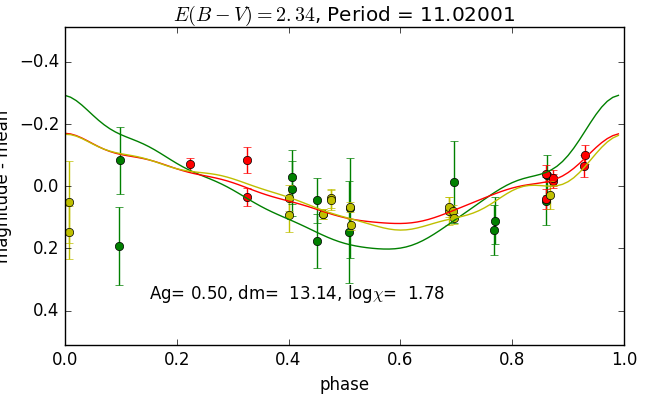 E(B − V) = 2.34, Period = 11.02001
−0.4
−0.2
0.0
0.2
0.4
magnitude - mean
Ag= 0.50, dm= 13.14, logχ= 1.78
0.0 0.2 0.4 0.6 0.8 1.0
phase